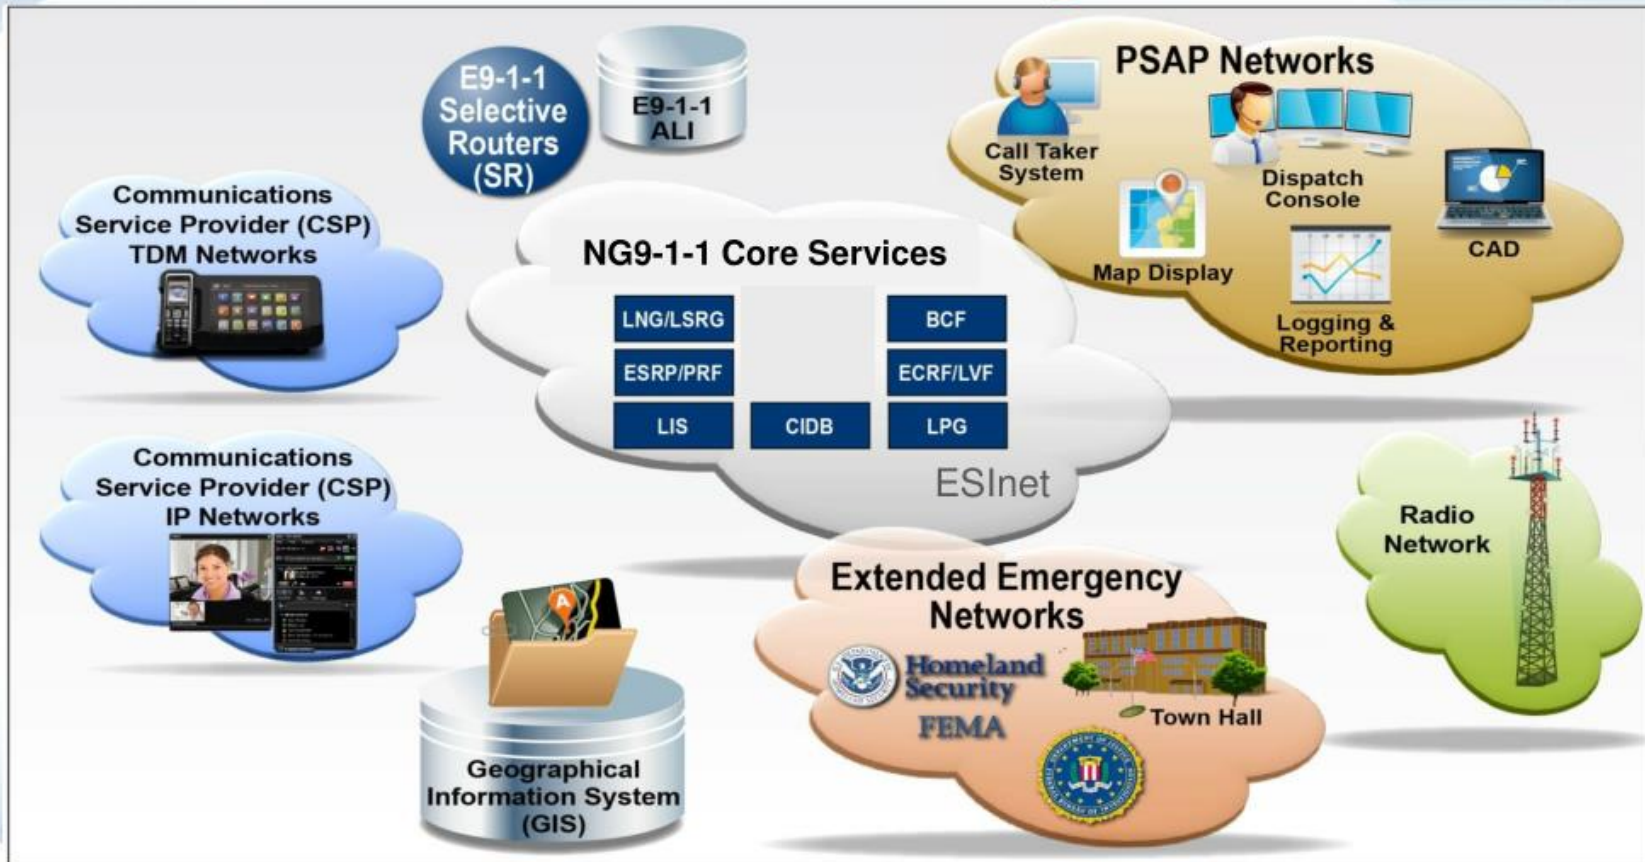 E9-1-1
Selective
Routers
(SR)
E9-1-1
ALI
PSAP Networks
Call Taker
System
Dispatch
Console
CAD
Map Display
Logging &
Reporting
Communications
Service Provider (CSP)
TDM Networks
NG9-1-1 Core Services
LNG/LSRG
BCF
ESRP/PRF
ECRF/LVF
LIS
CIDB
LPG
ESInet
Communications
Service Provider (CSP)
IP Networks
Radio
Network
Extended Emergency
Networks
Homeland
Security
FEMA
Town Hall
A
Geographical
Information System
(GIS)